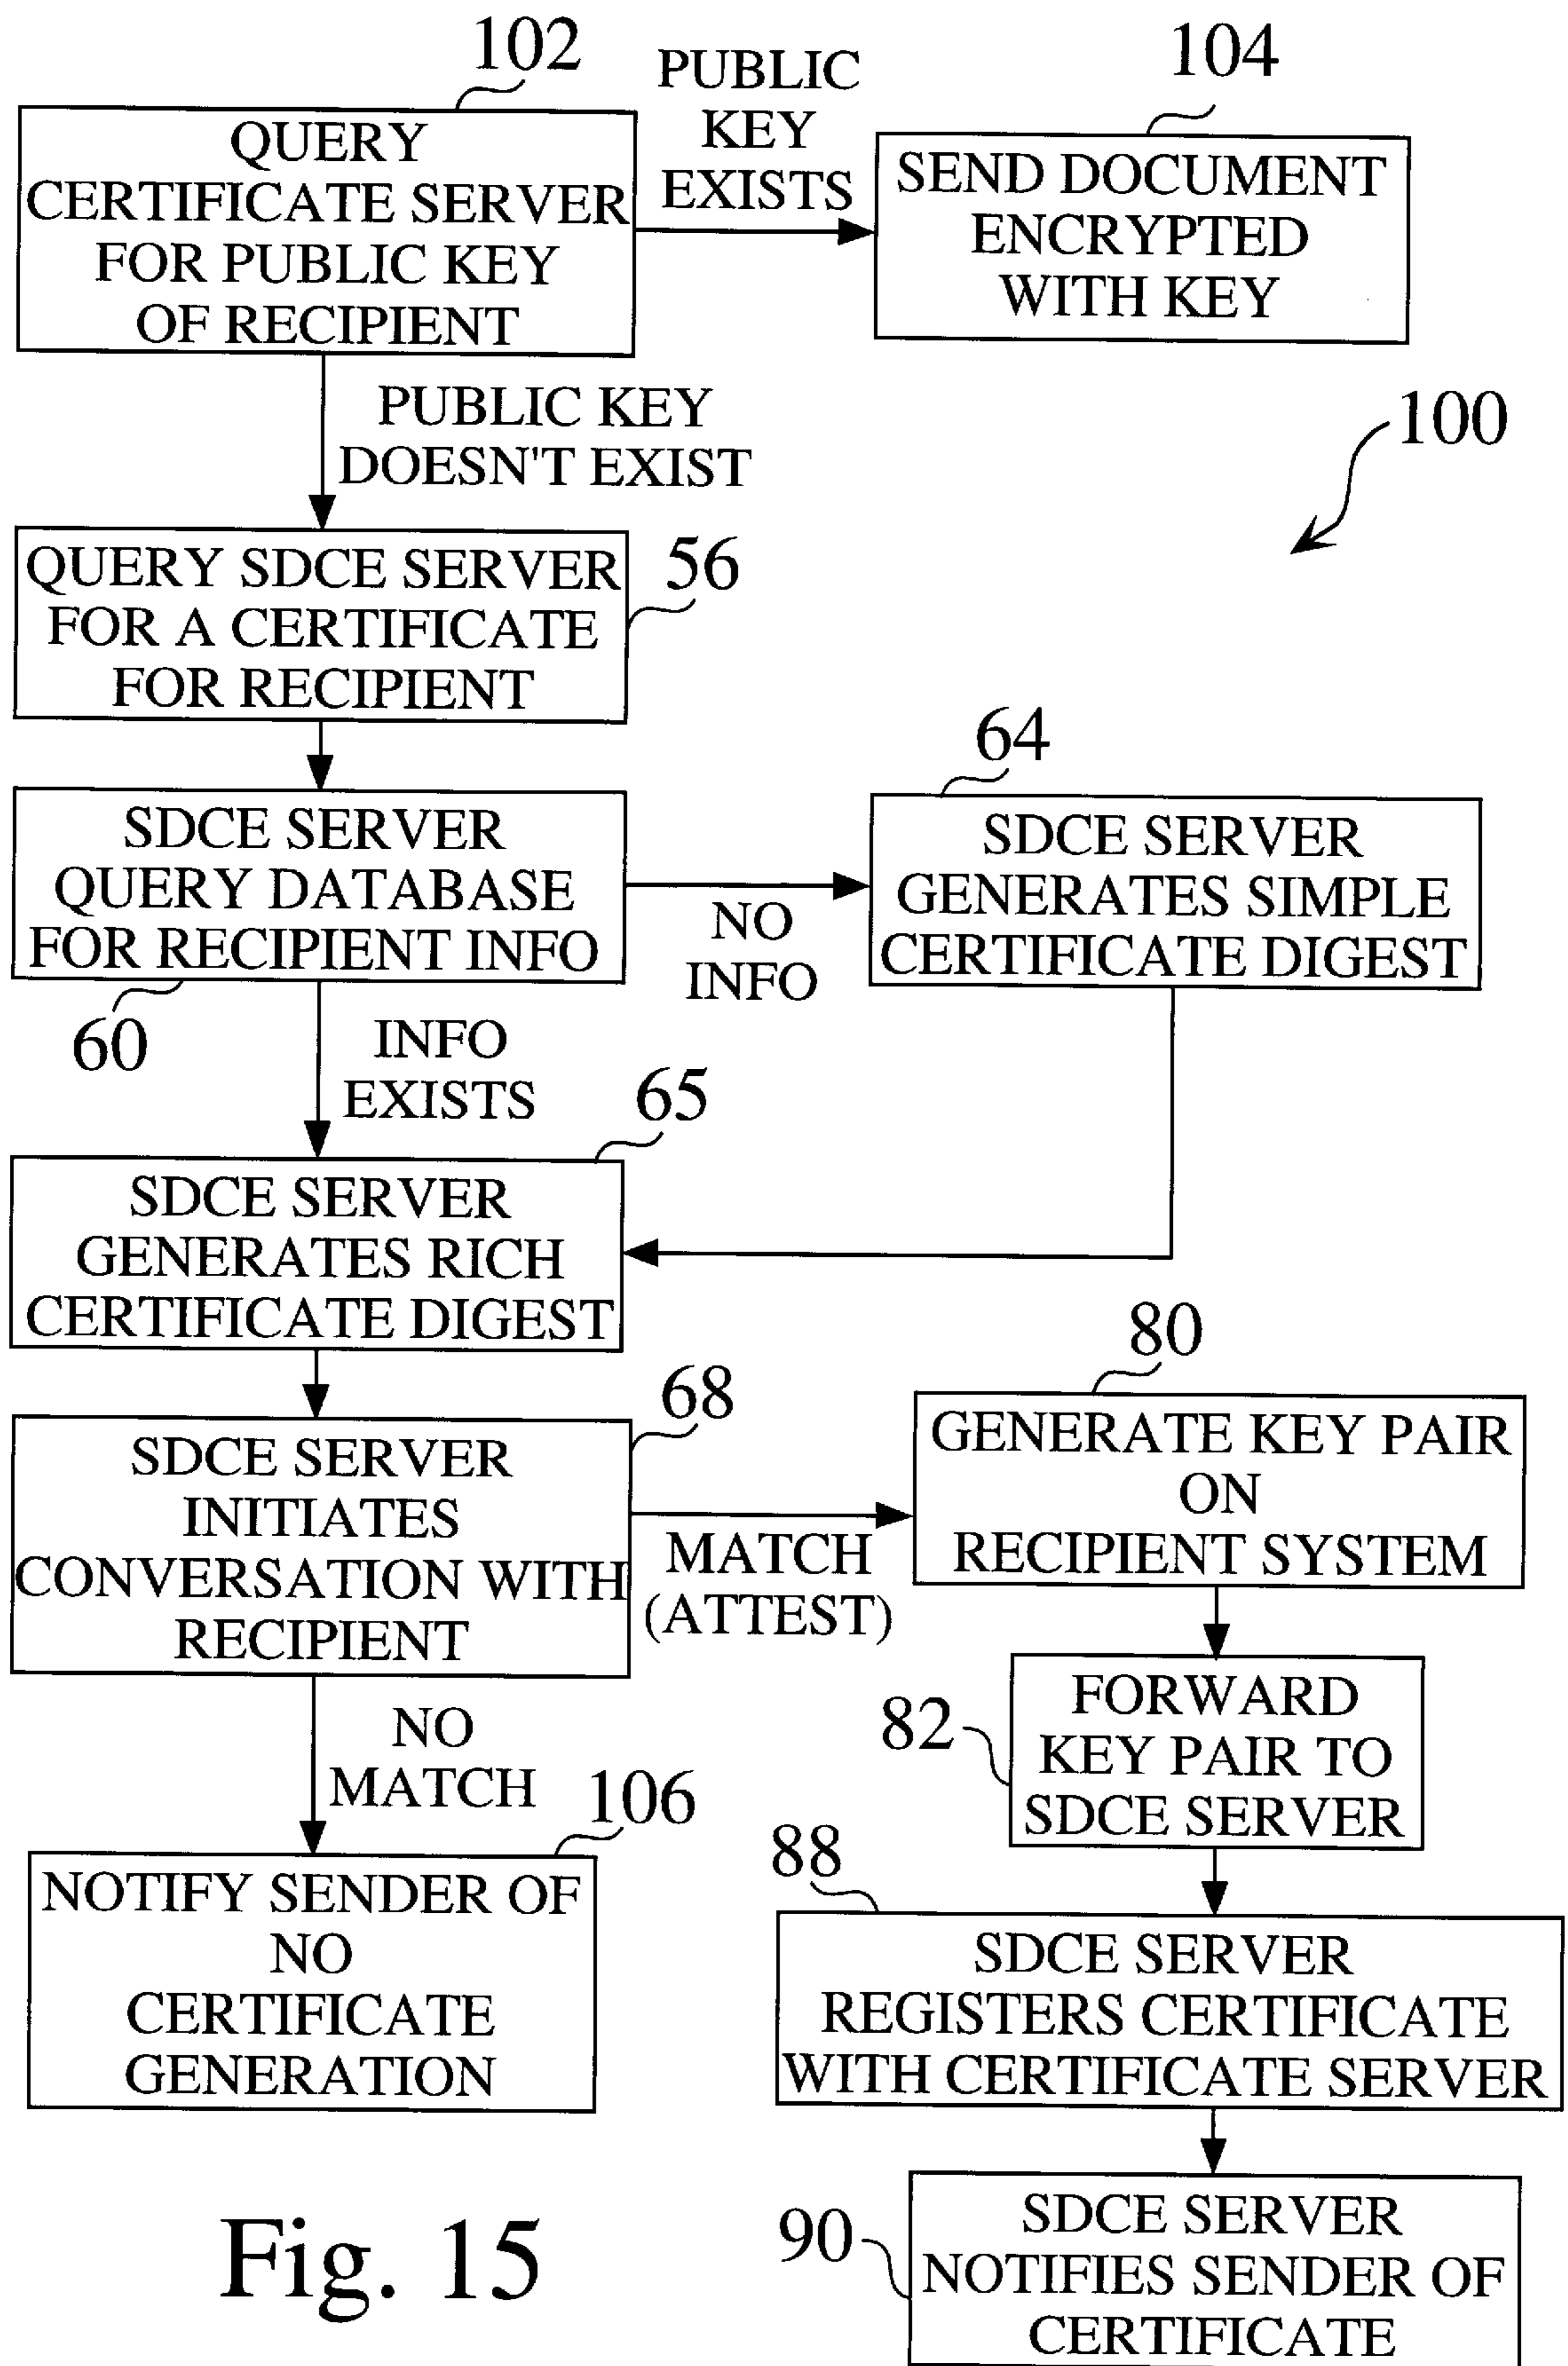 102
PUBLIC
KEY
EXISTS
104
QUERY
CERTIFICATE SERVER
FOR PUBLIC KEY
OF RECIPIENT
SEND DOCUMENT
ENCRYPTED
WITH KEY
PUBLIC KEY
DOESN'T EXIST
100
QUERY SDCE SERVER
FOR A CERTIFICATE
FOR RECIPIENT
56
64
SDCE SERVER
QUERY DATABASE
FOR RECIPIENT INFO
NO
INFO
SDCE SERVER
GENERATES SIMPLE
CERTIFICATE DIGEST
60
INFO
EXISTS
65
SDCE SERVER
GENERATES RICH
CERTIFICATE DIGEST
80
68
SDCE SERVER
INITIATES
CONVERSATION WITH
RECIPIENT
MATCH
(ATTEST)
GENERATE KEY PAIR
ON
RECIPIENT SYSTEM
NO
MATCH
82
FORWARD
KEY PAIR TO
SDCE SERVER
106
88
NOTIFY SENDER OF
NO
CERTIFICATE
GENERATION
SDCE SERVER
REGISTERS CERTIFICATE
WITH CERTIFICATE SERVER
90
SDCE SERVER
NOTIFIES SENDER OF
CERTIFICATE
Fig. 15